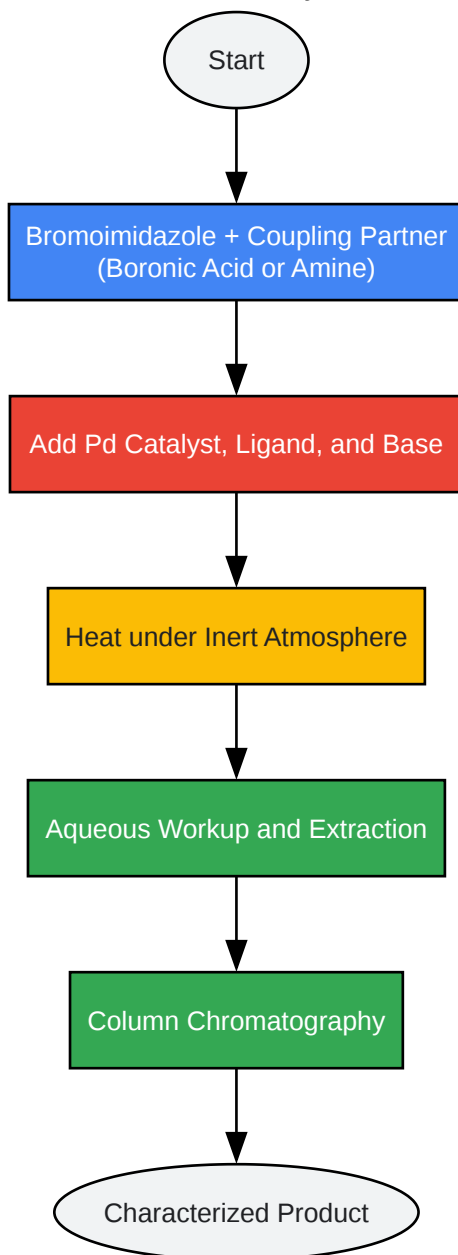 Start
Bromoimidazole + Coupling Partner
(Boronic Acid or Amine)
Add Pd Catalyst, Ligand, and Base
Heat under Inert Atmosphere
Aqueous Workup and Extraction
Column Chromatography
Characterized Product